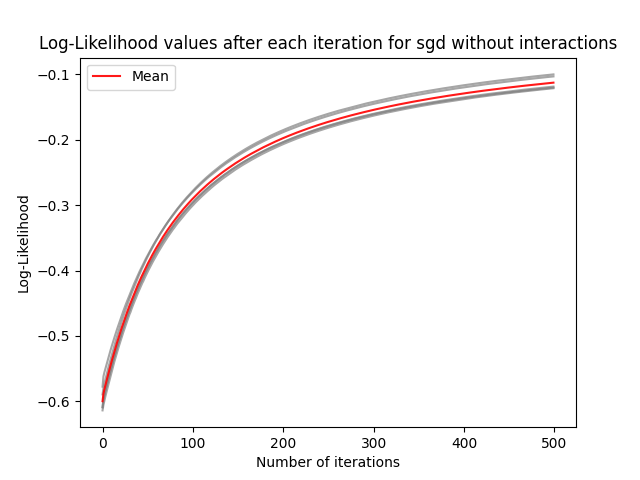 Log-Likelihood values after each iteration for sgd without interactions
Mean
−0.1
−0.2
−0.3
−0.4
−0.5
−0.6
Log-Likelihood
0 100 200 300 400 500
Number of iterations